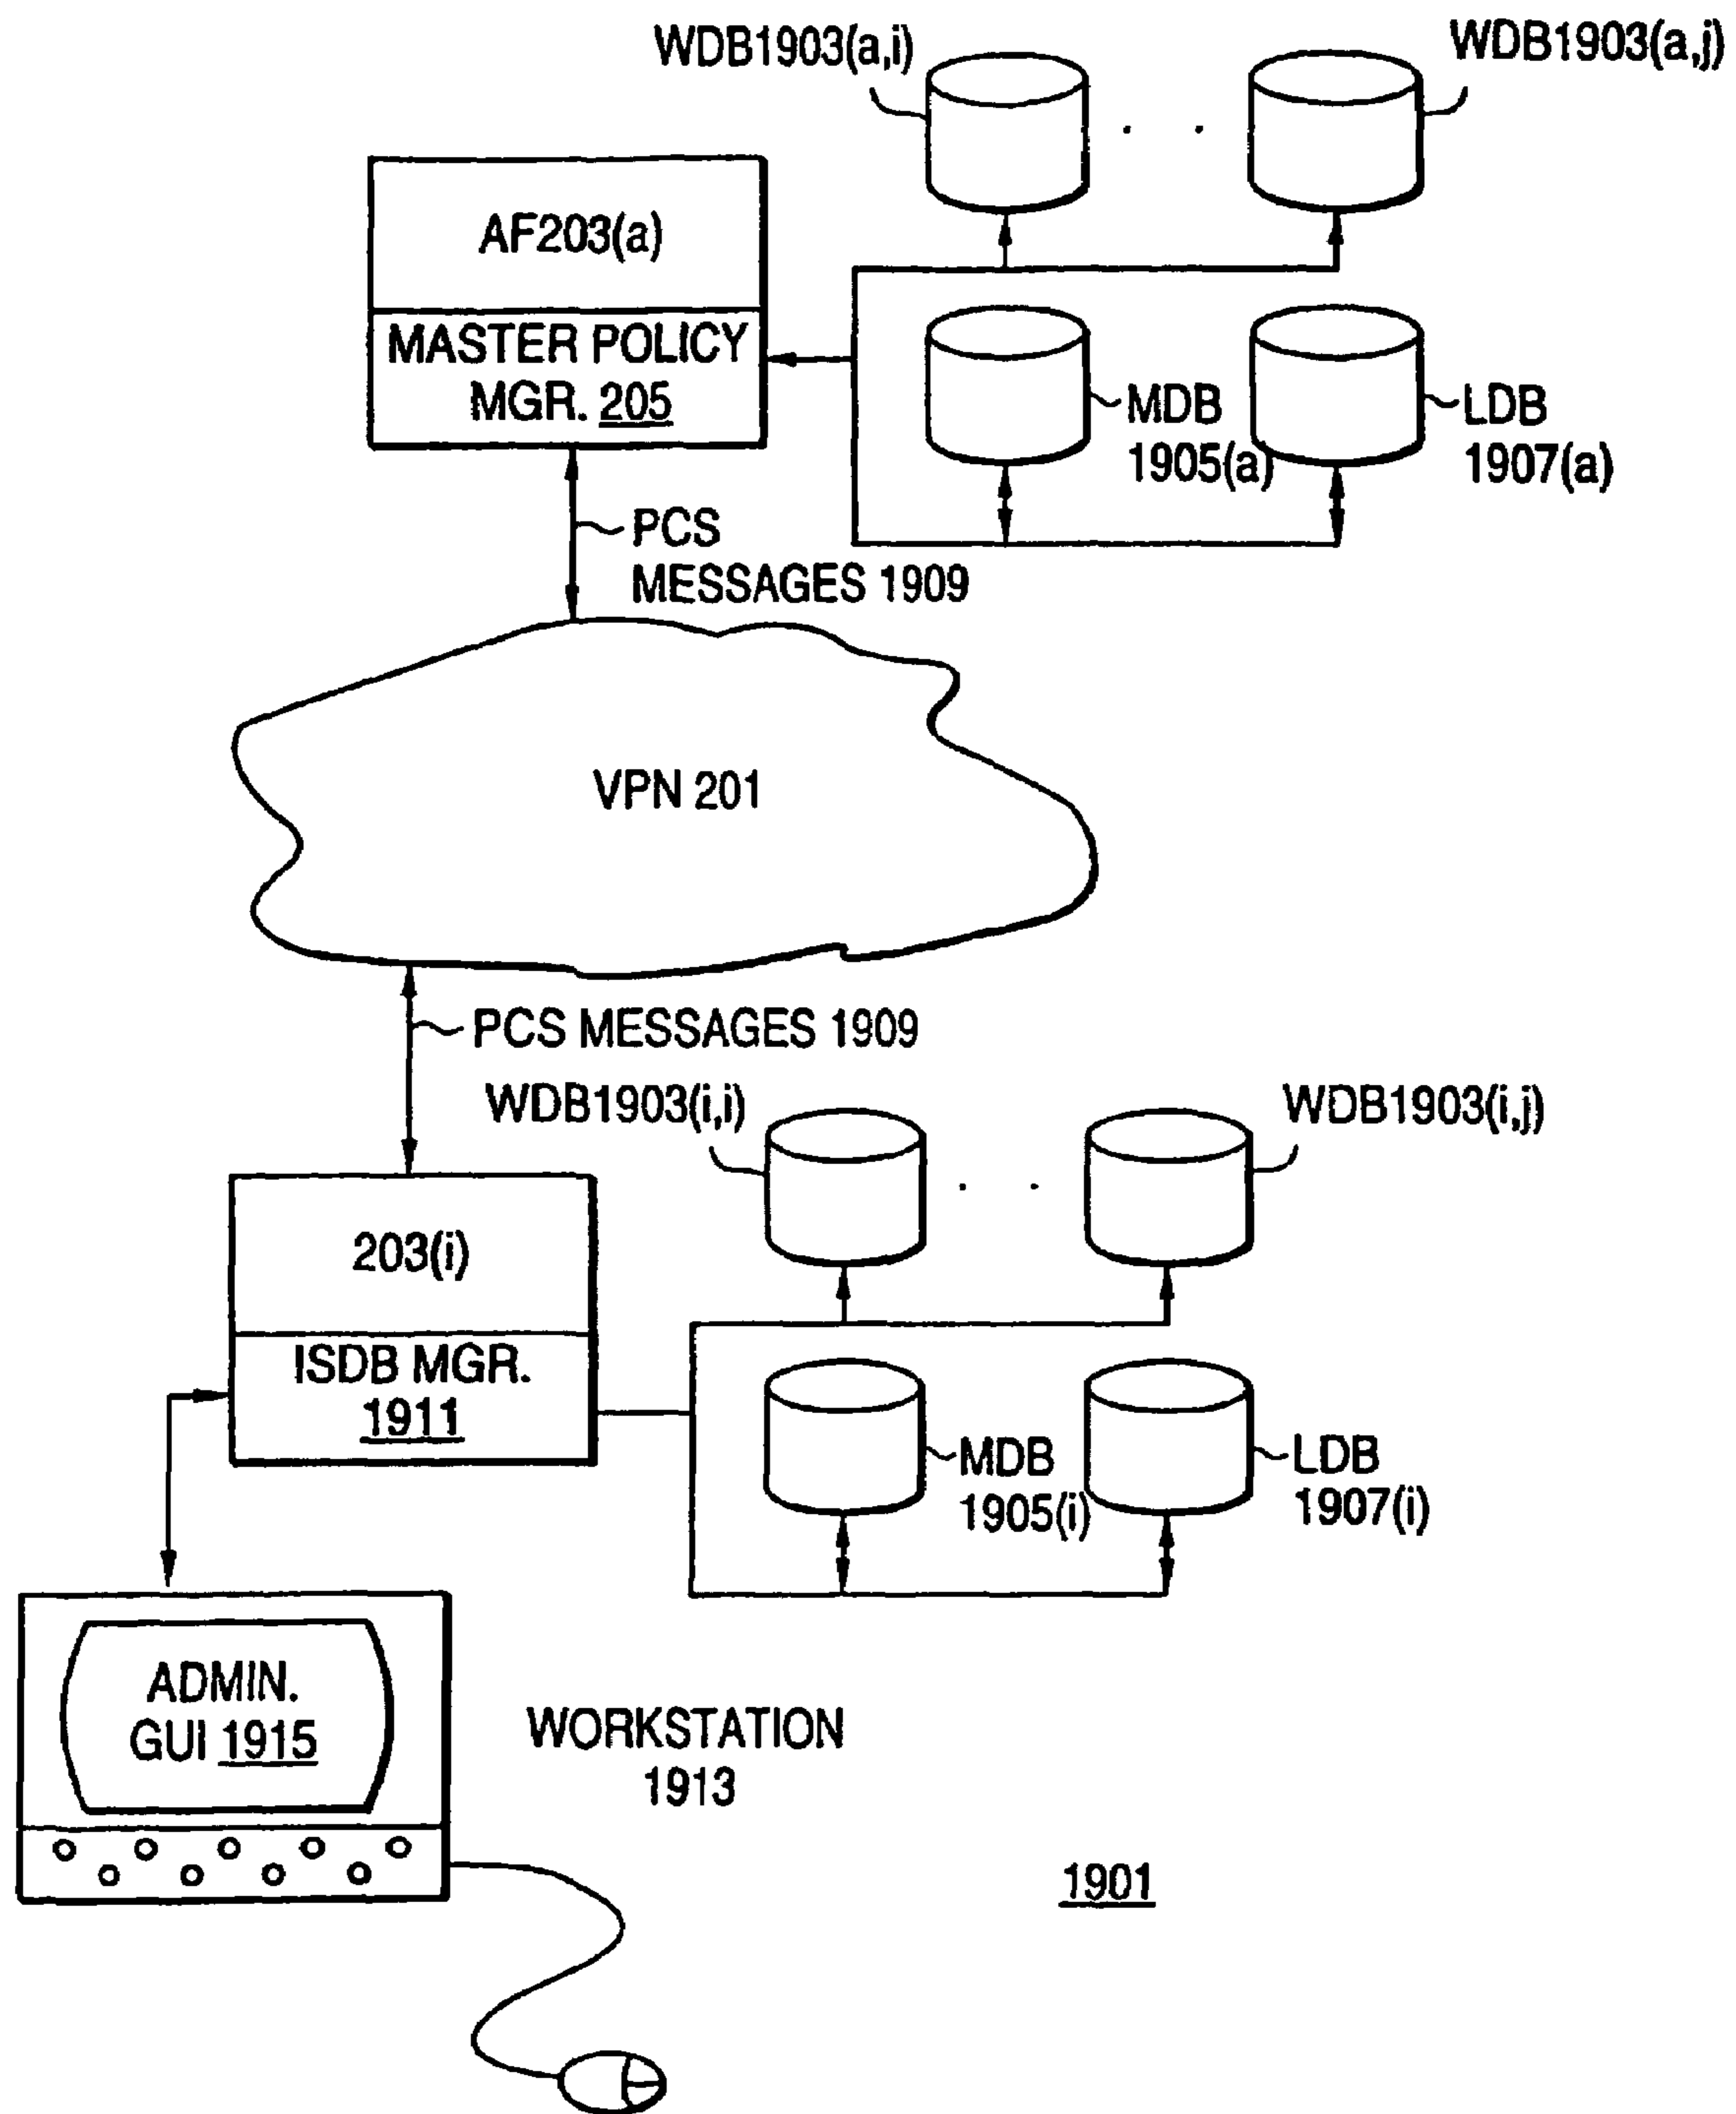 WDB1903(a,i)
WDB1903(a,j)
AF203(a)
MASTER POLICY
MGR. 205
MDB
1905(a)
LDB
1907(a)
PCS
MESSAGES 1909
VPN 201
PCS MESSAGES 1909
WDB1903(i,i)
WDB1903(i,j)
203(i)
ISDB MGR.
1911
MDB
1905(i)
LDB
1907(i)
ADMIN.
GUI 1915
WORKSTATION
1913
1901